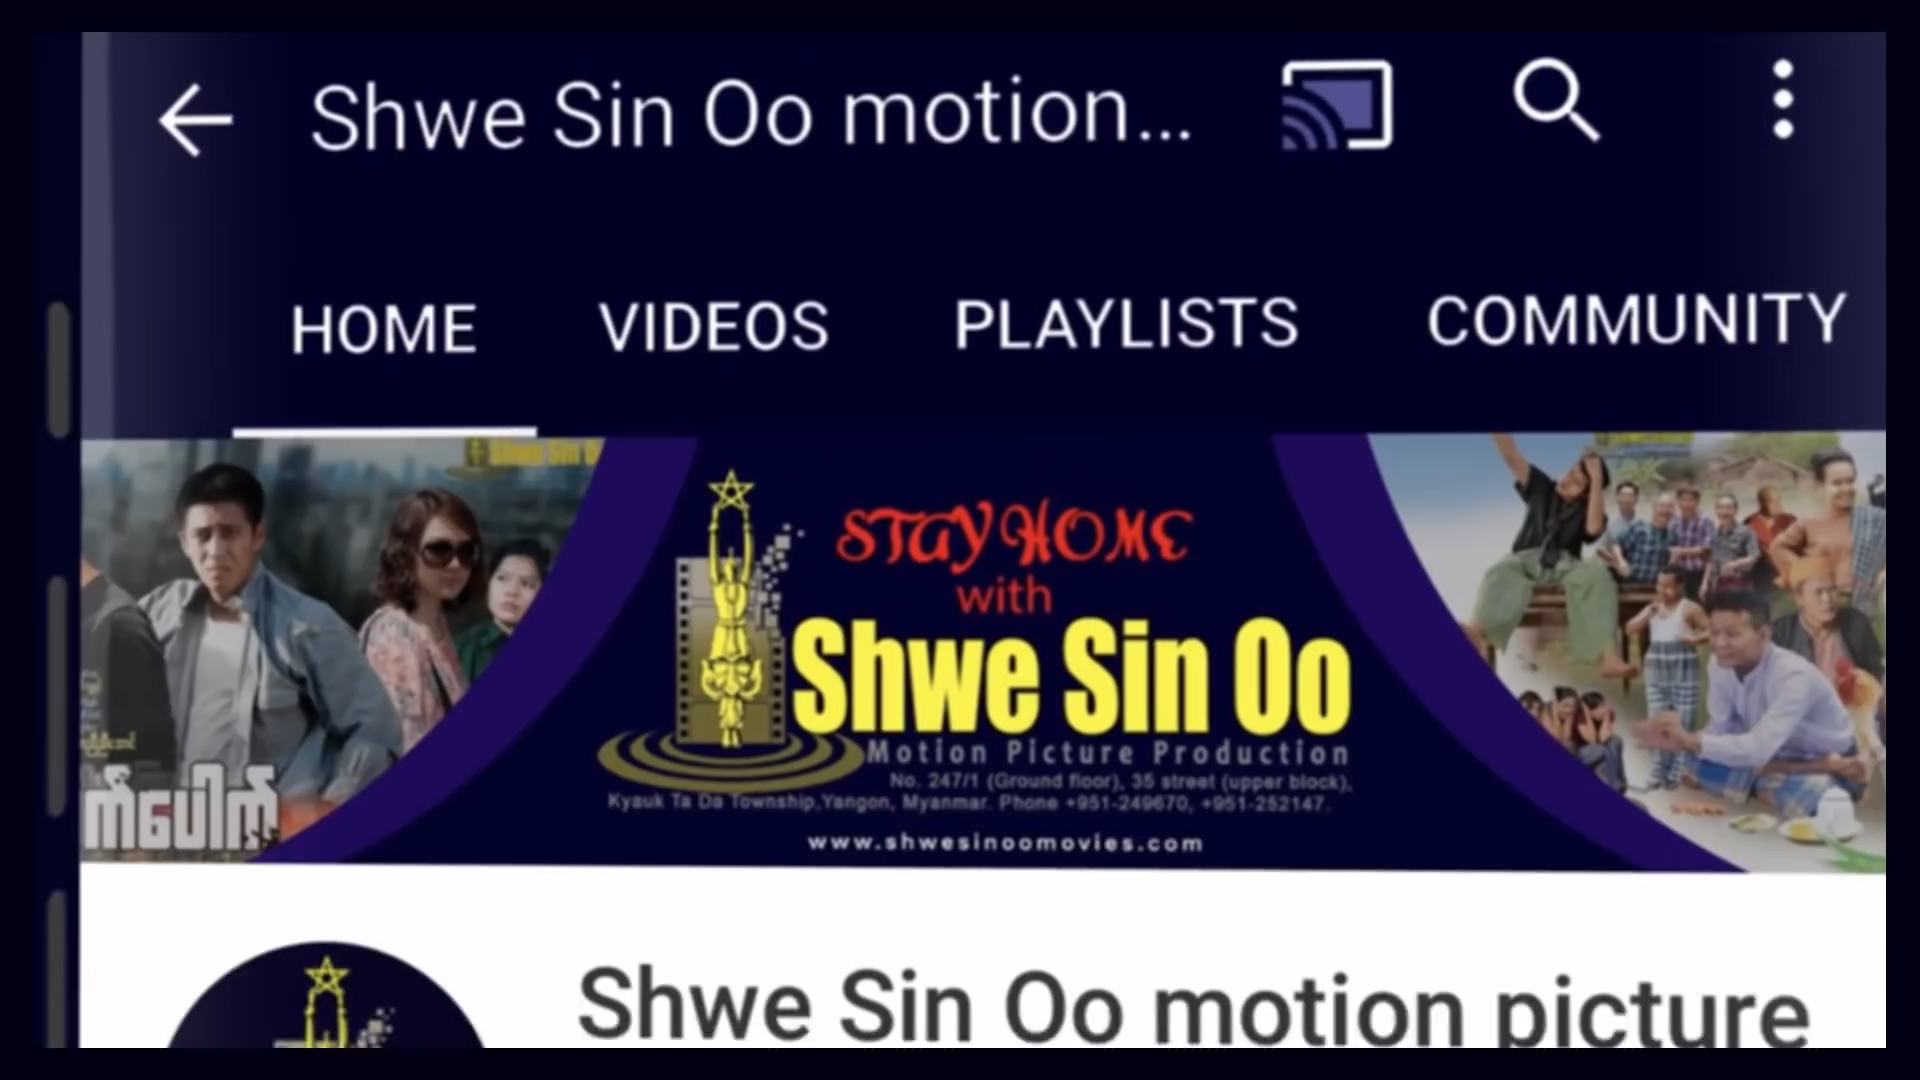 Shwe Sin Oo motion...
HOME VIDEOS PLAYLISTS COMMUNITY
Shwe Sin O
STAY HOME
with
Shwe Sin Oo
Motion Picture Production
No. 247/1 (Ground floor), 35 street (upper block),
Kyauk Ta Da Township,Yangon, Myanmar. Phone +951-249670, +951-252147.
www.shwesinoomovies.com
Shwe Sin Oo motion picture